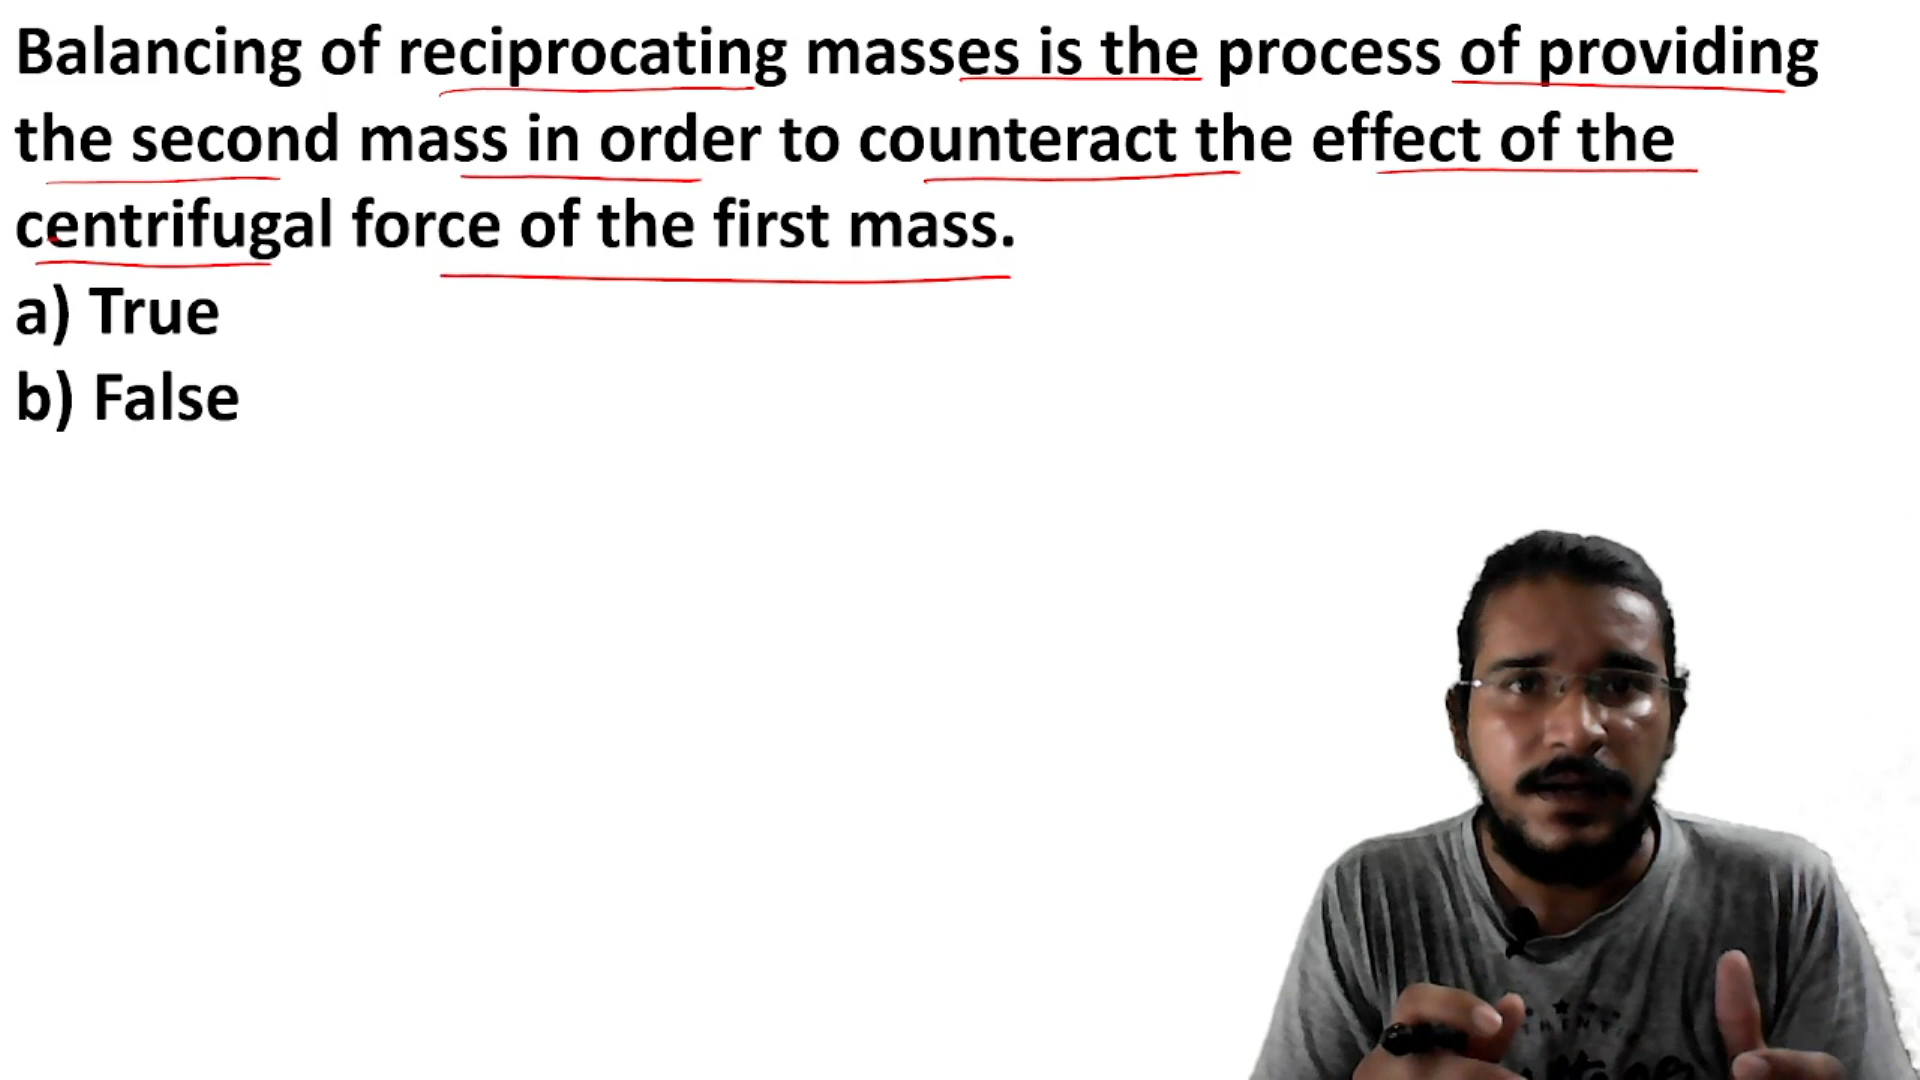 Balancing of reciprocating masses is the process of providing
the second mass in order to counteract the effect of the
centrifugal force of the first mass.
a) True
b) False